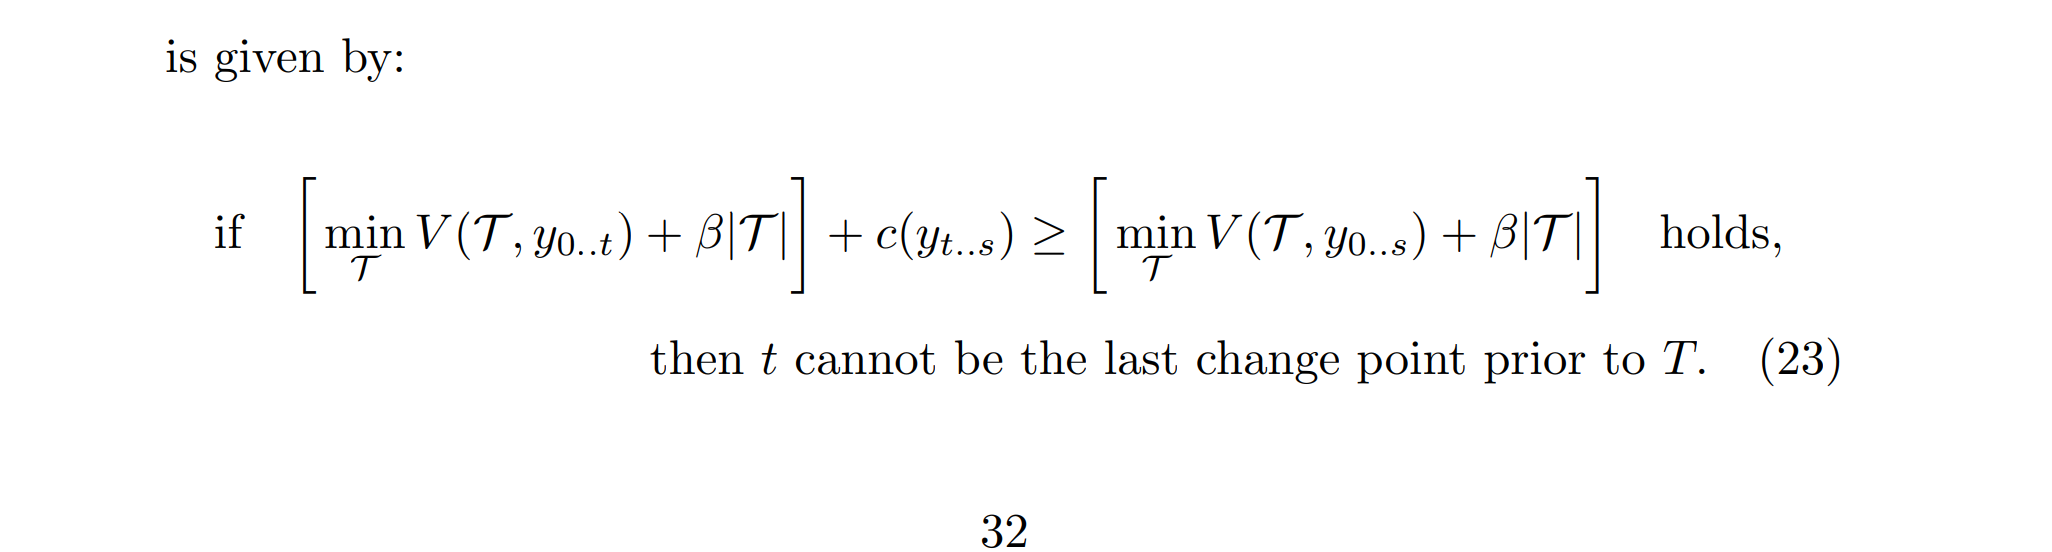 is given by:
if [min_𝒯 V(𝒯, y_{0..t}) + β|𝒯|] + c(y_{t..s}) ≥ [min_𝒯 V(𝒯, y_{0..s}) + β|𝒯|] holds,
then t cannot be the last change point prior to T. (23)
32